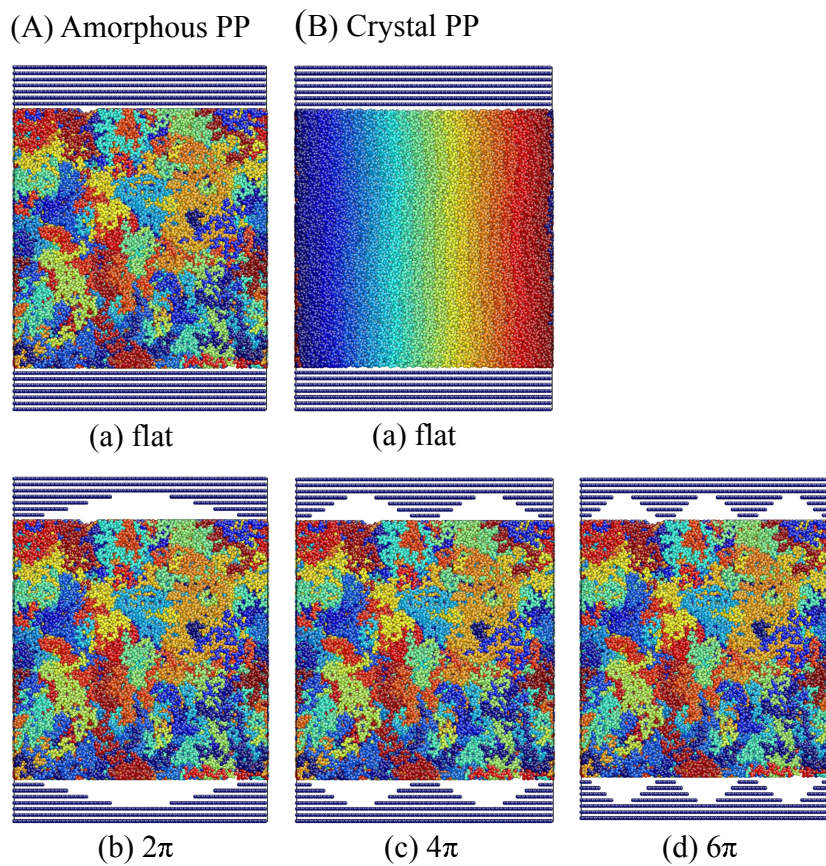 (A) Amorphous PP
(B) Crystal PP
(a) flat
(a) flat
(b) 2π
(c) 4π
(d) 6π